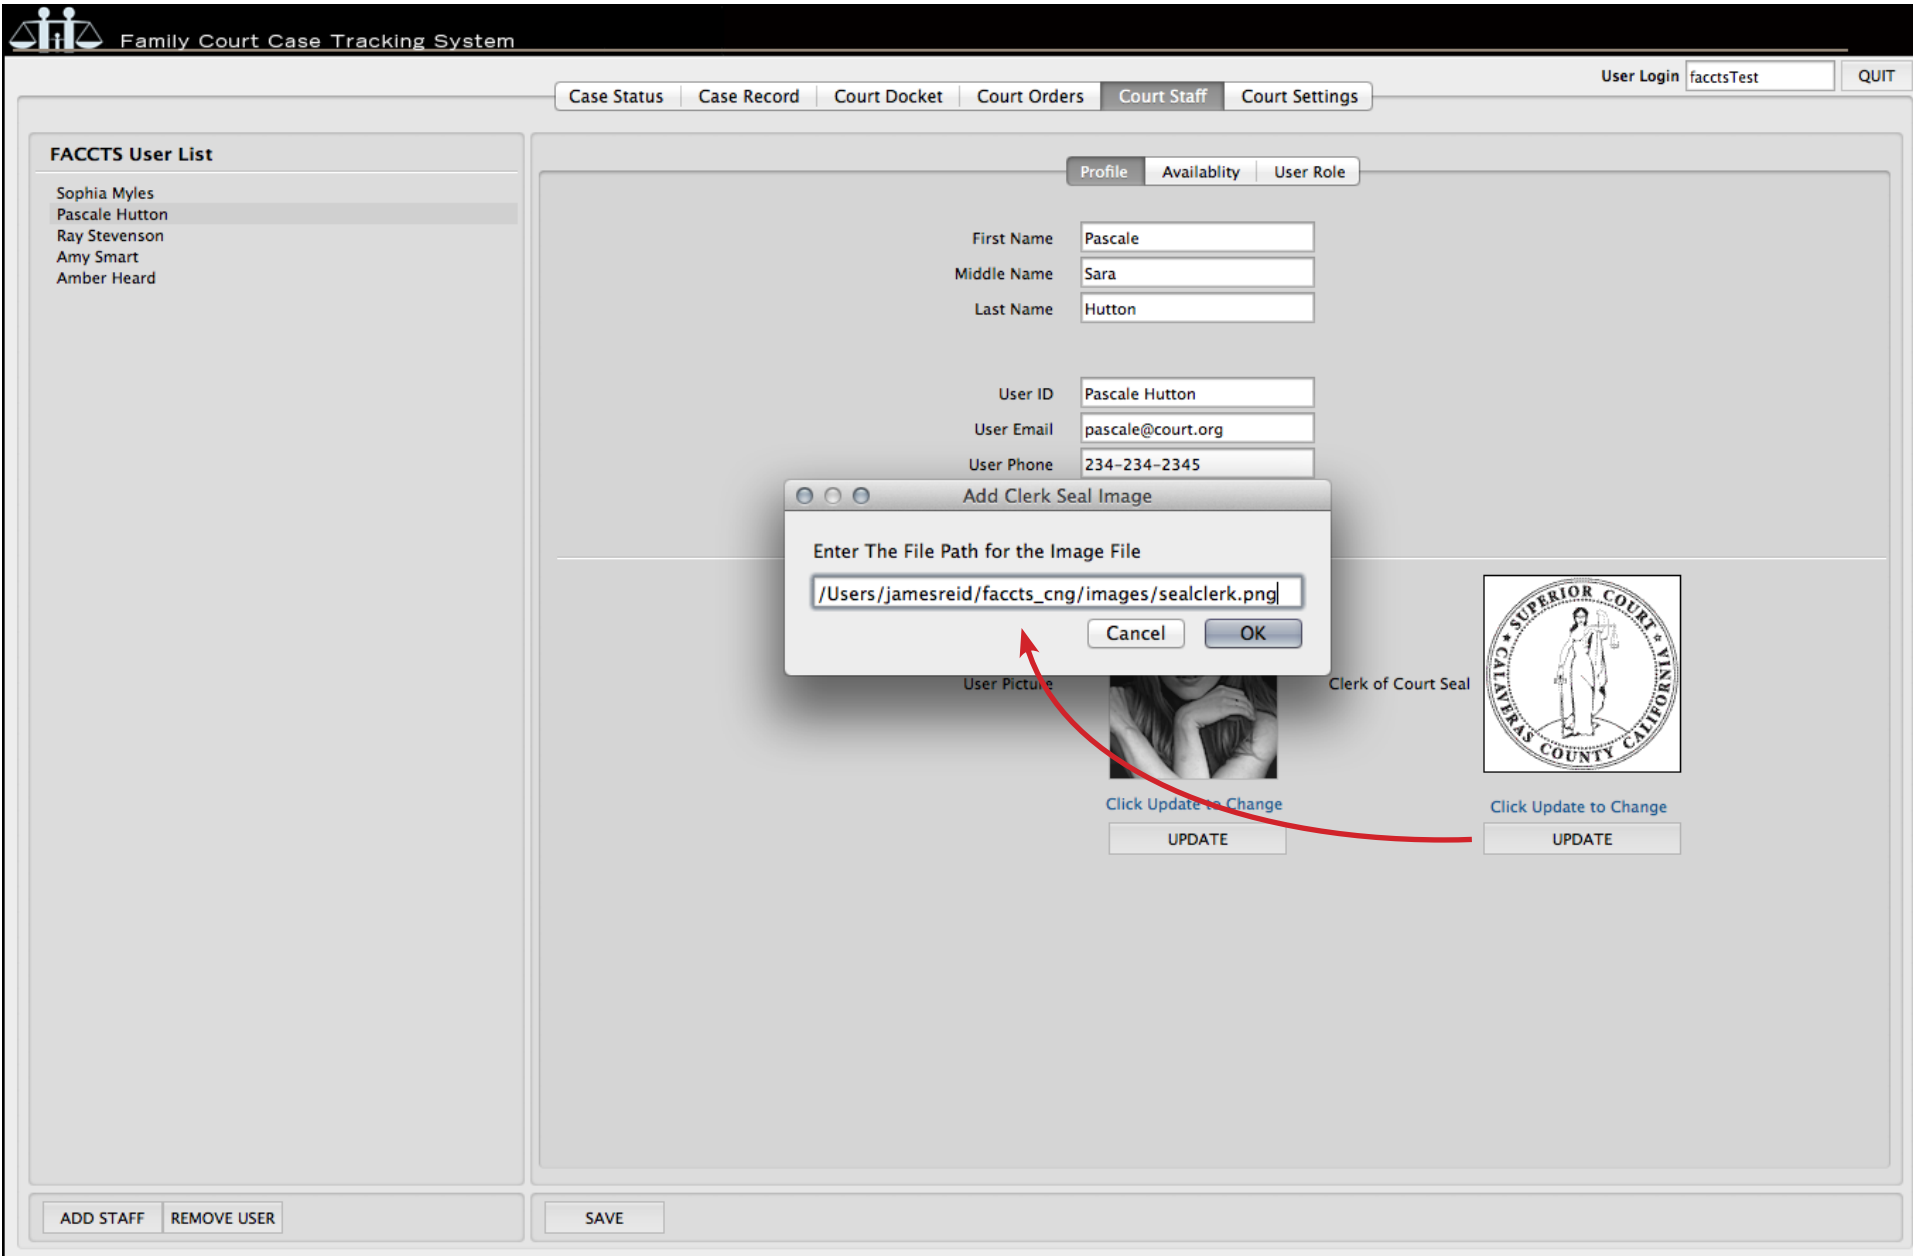 Family Court Case Tracking System
User Login facctsTest QUIT
Case Status Case Record Court Docket Court Orders Court Staff Court Settings
FACCTS User List
Sophia Myles
Pascale Hutton
Ray Stevenson
Amy Smart
Amber Heard
Profile Availablity User Role
First Name Pascale
Middle Name Sara
Last Name Hutton
User ID Pascale Hutton
User Email pascale@court.org
User Phone 234-234-2345
Add Clerk Seal Image
Enter The File Path for the Image File
/Users/jamesreid/faccts_cng/images/sealclerk.png
Cancel OK
User Picture
Clerk of Court Seal
SUPERIOR COURT
CALAVERAS COUNTY CALIFORNIA
Click Update to Change
UPDATE
Click Update to Change
UPDATE
ADD STAFF REMOVE USER
SAVE